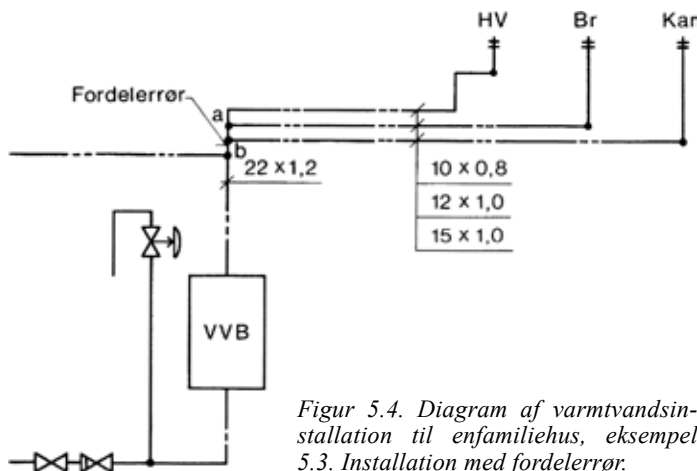 HV Br Kar
Fordelerrør
a
b
22 x 1,2
10 x 0,8
12 x 1,0
15 x 1,0
VVB
Figur 5.4. Diagram af varmtvandsin-
stallation til enfamiliehus, eksempel
5.3. Installation med fordelerrør.